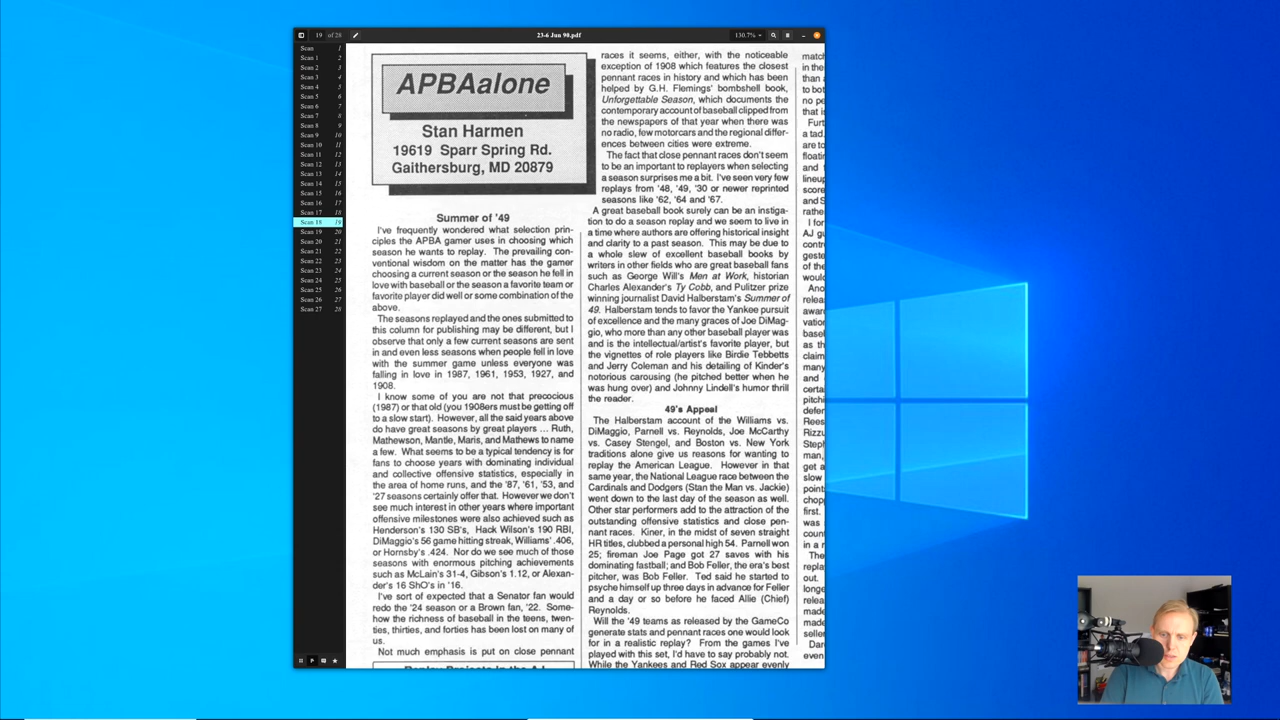 19 of 28
23-6 Jun 90.pdf
130.7%
Scan 1
Scan 1 2
Scan 2 3
Scan 3 4
Scan 4 5
Scan 5 6
Scan 6 7
Scan 7 8
Scan 8 9
Scan 9 10
Scan 10 11
Scan 11 12
Scan 12 13
Scan 13 14
Scan 14 15
Scan 15 16
Scan 16 17
Scan 17 18
Scan 18 19
Scan 19 20
Scan 20 21
Scan 21 22
Scan 22 23
Scan 23 24
Scan 24 25
Scan 25 26
Scan 26 27
Scan 27 28
APBAalone
Stan Harmen
19619 Sparr Spring Rd.
Gaithersburg, MD 20879
Summer of '49
I've frequently wondered what selection prin-
ciples the APBA gamer uses in choosing which
season he wants to replay. The prevailing con-
ventional wisdom on the matter has the gamer
choosing a current season or the season he fell in
love with baseball or the season a favorite team or
favorite player did well or some combination of the
above.
The seasons replayed and the ones submitted to
this column for publishing may be different, but I
observe that only a few current seasons are sent
in and even less seasons when people fell in love
with the summer game unless everyone was
falling in love in 1987, 1961, 1953, 1927, and
1908.
I know some of you are not that precocious
(1987) or that old (you 1908ers must be getting off
to a slow start). However, all the said years above
do have great seasons by great players ... Ruth,
Mathewson, Mantle, Maris, and Mathews to name
a few. What seems to be a typical tendency is for
fans to choose years with dominating individual
and collective offensive statistics, especially in
the area of home runs, and the '87, '61, '53, and
'27 seasons certainly offer that. However we don't
see much interest in other years where important
offensive milestones were also achieved such as
Henderson's 130 SB's, Hack Wilson's 190 RBI,
DiMaggio's 56 game hitting streak, Williams' .406,
or Hornsby's .424. Nor do we see much of those
seasons with enormous pitching achievements
such as McLain's 31-4, Gibson's 1.12, or Alexan-
der's 16 ShO's in '16.
I've sort of expected that a Senator fan would
redo the '24 season or a Brown fan, '22. Some-
how the richness of baseball in the teens, twen-
ties, thirties, and forties has been lost on many of
us.
Not much emphasis is put on close pennant
races it seems, either, with the noticeable
exception of 1908 which features the closest
pennant races in history and which has been
helped by G.H. Flemings' bombshell book,
Unforgettable Season, which documents the
contemporary account of baseball clipped from
the newspapers of that year when there was
no radio, few motorcars and the regional differ-
ences between cities were extreme.
The fact that close pennant races don't seem
to be an important to replayers when selecting
a season surprises me a bit. I've seen very few
replays from '48, '49, '30 or newer reprinted
seasons like '62, '64 and '67.
A great baseball book surely can be an instiga-
tion to do a season replay and we seem to live in
a time where authors are offering historical insight
and clarity to a past season. This may be due to
a whole slew of excellent baseball books by
writers in other fields who are great baseball fans
such as George Will's Men at Work, historian
Charles Alexander's Ty Cobb, and Pulitzer prize
winning journalist David Halberstam's Summer of
49. Halberstam tends to favor the Yankee pursuit
of excellence and the many graces of Joe DiMag-
gio, who more than any other baseball player was
and is the intellectual/artist's favorite player, but
the vignettes of role players like Birdie Tebbetts
and Jerry Coleman and his detailing of Kinder's
notorious carousing (he pitched better when he
was hung over) and Johnny Lindell's humor thrill
the reader.
49's Appeal
The Halberstam account of the Williams vs.
DiMaggio, Parnell vs. Reynolds, Joe McCarthy
vs. Casey Stengel, and Boston vs. New York
traditions alone give us reasons for wanting to
replay the American League. However in that
same year, the National League race between the
Cardinals and Dodgers (Stan the Man vs. Jackie)
went down to the last day of the season as well.
Other star performers add to the attraction of the
outstanding offensive statistics and close pen-
nant races. Kiner, in the midst of seven straight
HR titles, clubbed a personal high 54. Parnell won
25; fireman Joe Page got 27 saves with his
dominating fastball; and Bob Feller, the era's best
pitcher, was Bob Feller. Ted said he started to
psyche himself up three days in advance for Feller
and a day or so before he faced Allie (Chief)
Reynolds.
Will the '49 teams as released by the GameCo
generate stats and pennant races one would look
for in a realistic replay? From the games I've
played with this set, I'd have to say probably not.
While the Yankees and Red Sox appear evenly